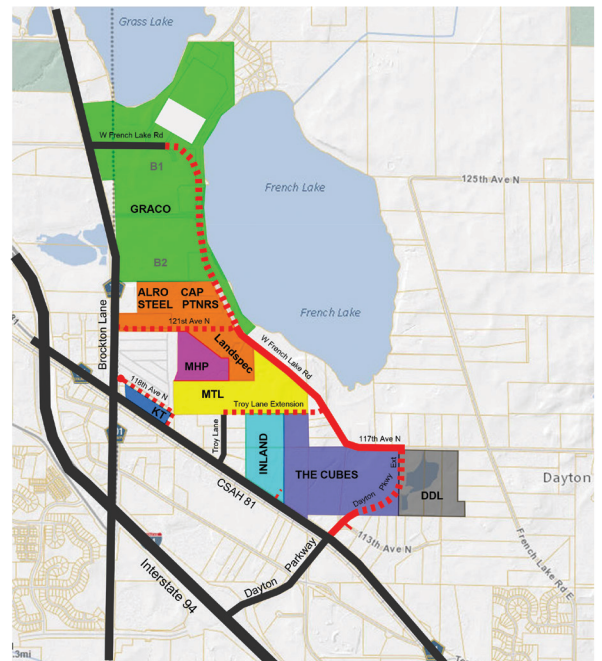 Grass Lake
W French Lake Rd
B1
125th Ave N
French Lake
GRACO
B2
ALRO CAP
STEEL PTNRS
French Lake
121st Ave N
Brockton Lane
Landspec
W French Lake Rd
MHP
118th Ave N
MTL
KT
Troy Lane Extension
Troy Lane
117th Ave N
INLAND
THE CUBES
Dayton Pkwy Ext
DDL
Dayton
CSAH 81
113th Ave N
Dayton Parkway
Interstate 94
French Lake Rd E
.3mi